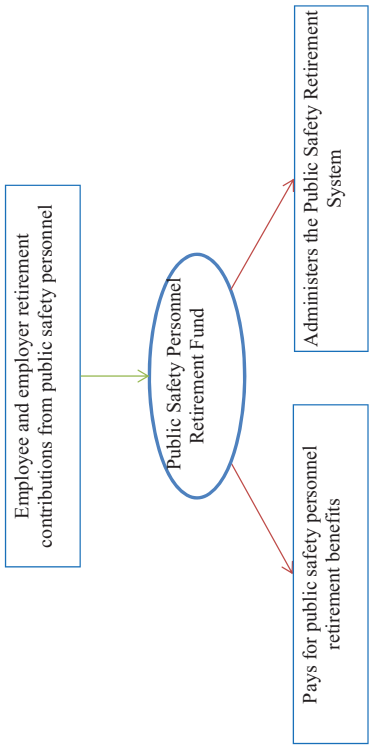 Employee and employer retirement
contributions from public safety personnel
Public Safety Personnel
Retirement Fund
Pays for public safety personnel
retirement benefits
Administers the Public Safety Retirement
System